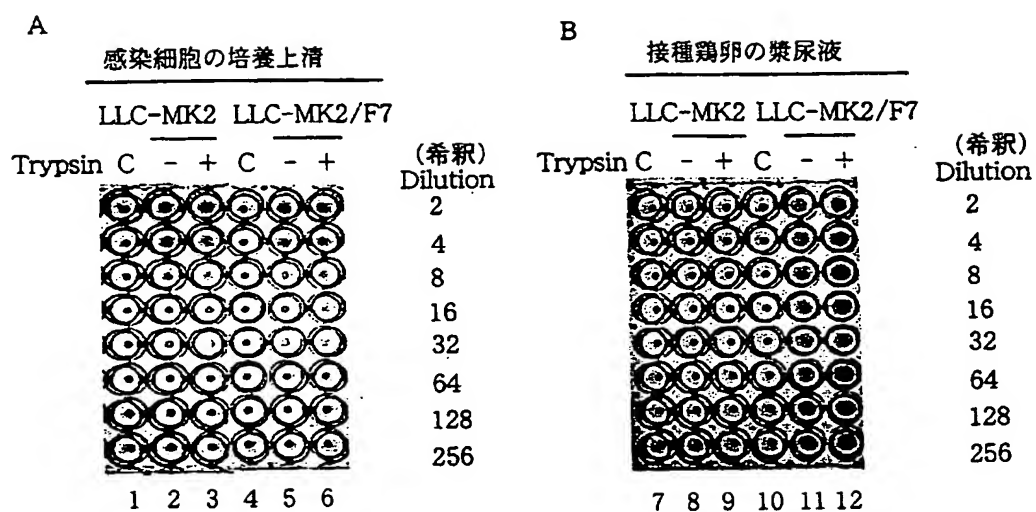 A
感染細胞の培養上清
LLC-MK2 LLC-MK2/F7
Trypsin C - + C - +
(希釈)
Dilution
2
4
8
16
32
64
128
256
1 2 3 4 5 6
B
接種鶏卵の漿尿液
LLC-MK2 LLC-MK2/F7
Trypsin C - + C - +
(希釈)
Dilution
2
4
8
16
32
64
128
256
7 8 9 10 11 12